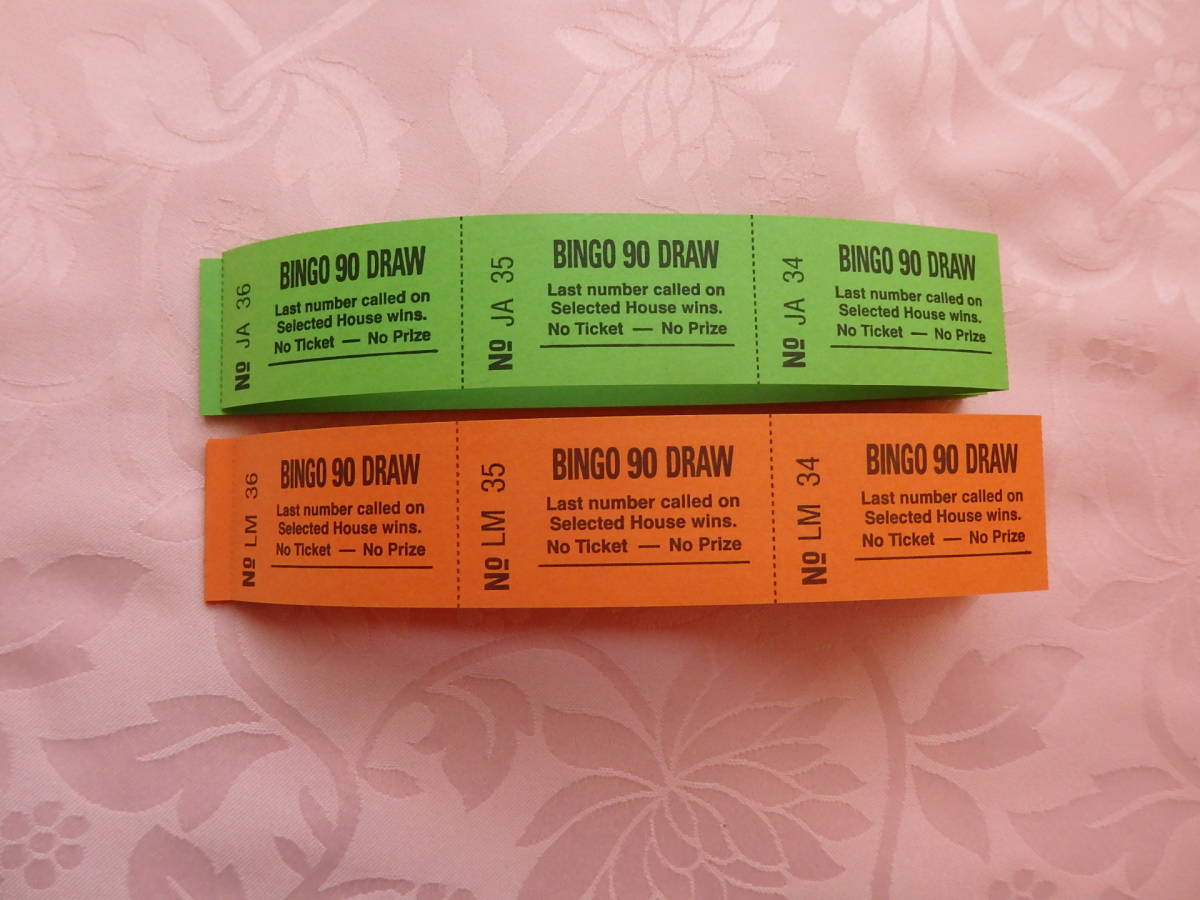 No JA 36
BINGO 90 DRAW
Last number called on
Selected House wins.
No Ticket — No Prize
No JA 35
BINGO 90 DRAW
Last number called on
Selected House wins.
No Ticket — No Prize
No JA 34
BINGO 90 DRAW
Last number called on
Selected House wins.
No Ticket — No Prize
No LM 36
BINGO 90 DRAW
Last number called on
Selected House wins.
No Ticket — No Prize
No LM 35
BINGO 90 DRAW
Last number called on
Selected House wins.
No Ticket — No Prize
No LM 34
BINGO 90 DRAW
Last number called on
Selected House wins.
No Ticket — No Prize